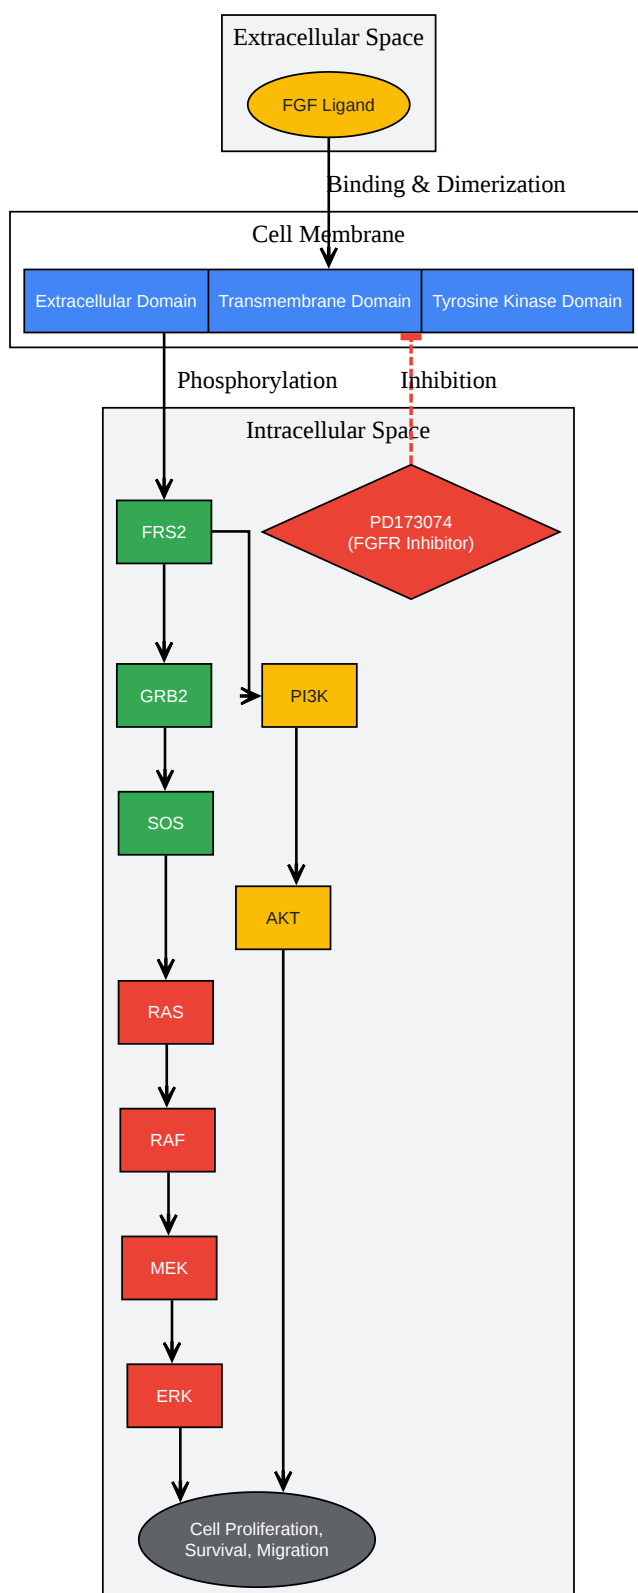 Extracellular Space
FGF Ligand
Binding & Dimerization
Cell Membrane
Extracellular Domain
Transmembrane Domain
Tyrosine Kinase Domain
Phosphorylation
Inhibition
Intracellular Space
PD173074
(FGFR Inhibitor)
FRS2
GRB2
PI3K
SOS
AKT
RAS
RAF
MEK
ERK
Cell Proliferation,
Survival, Migration